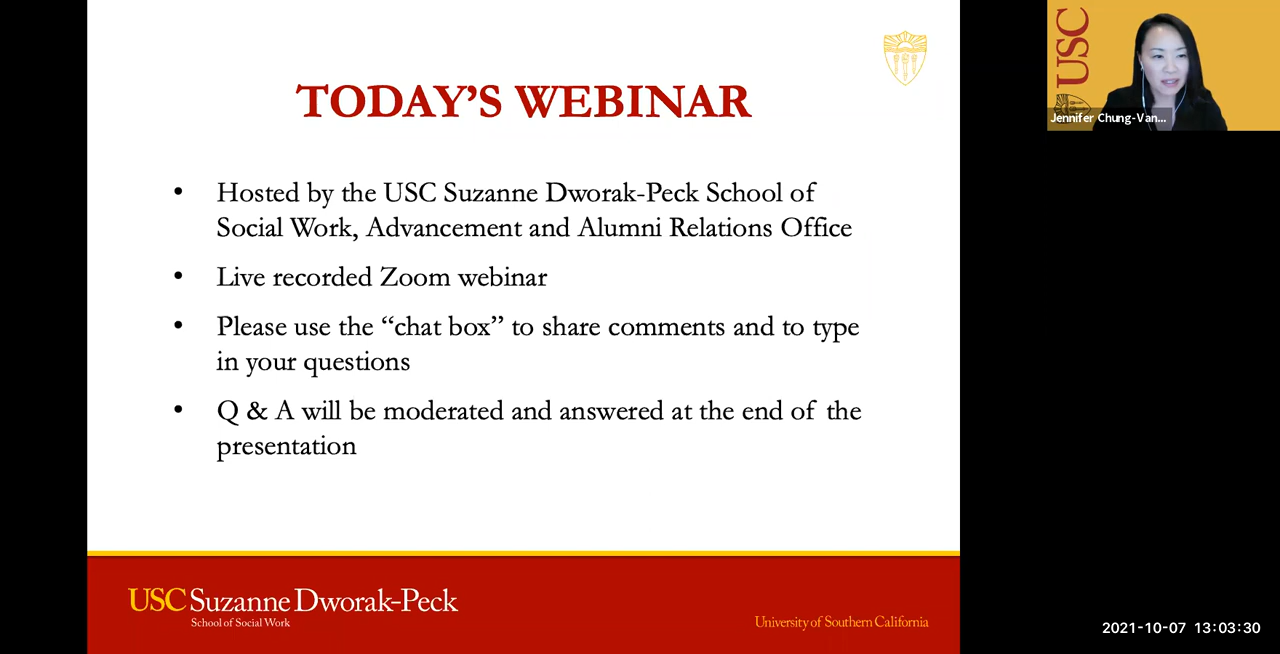 TODAY’S WEBINAR
• Hosted by the USC Suzanne Dworak-Peck School of
Social Work, Advancement and Alumni Relations Office
• Live recorded Zoom webinar
• Please use the “chat box” to share comments and to type
in your questions
• Q & A will be moderated and answered at the end of the
presentation
USC Suzanne Dworak-Peck
School of Social Work
University of Southern California
USC
Jennifer Chung-Van...
2021-10-07 13:03:30